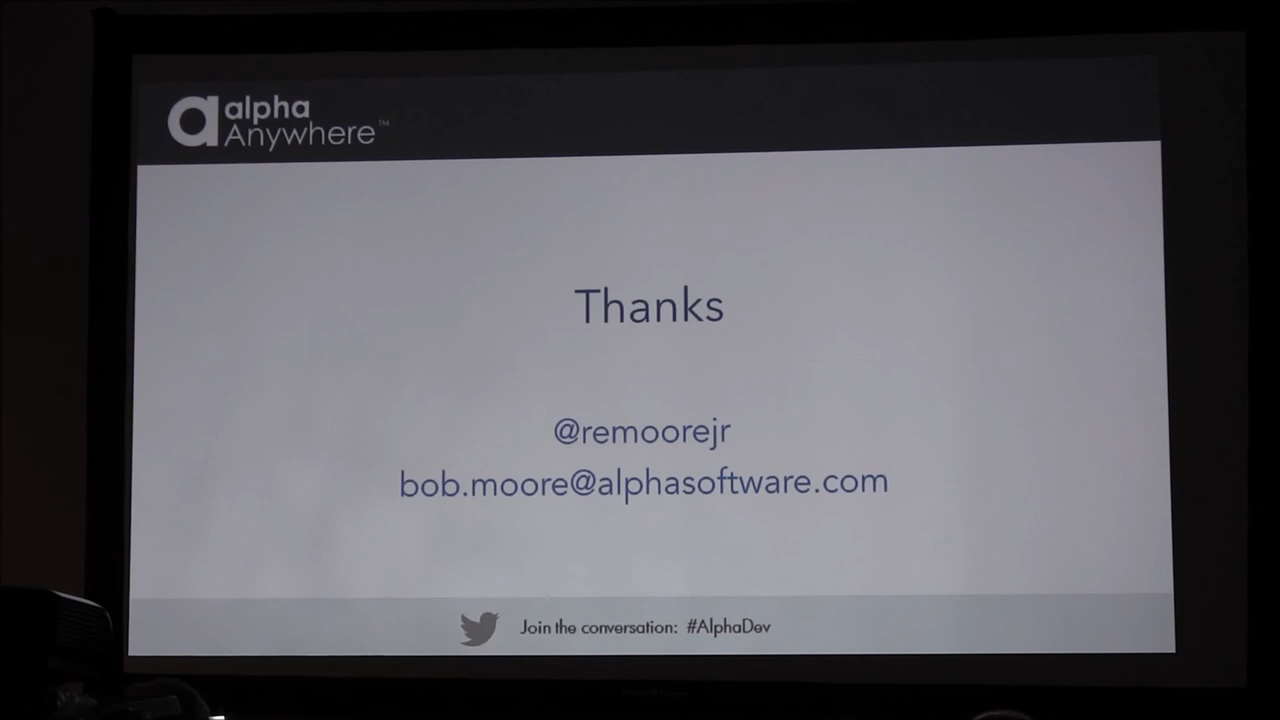 alpha
Anywhere™
Thanks
@remoorejr
bob.moore@alphasoftware.com
Join the conversation: #AlphaDev